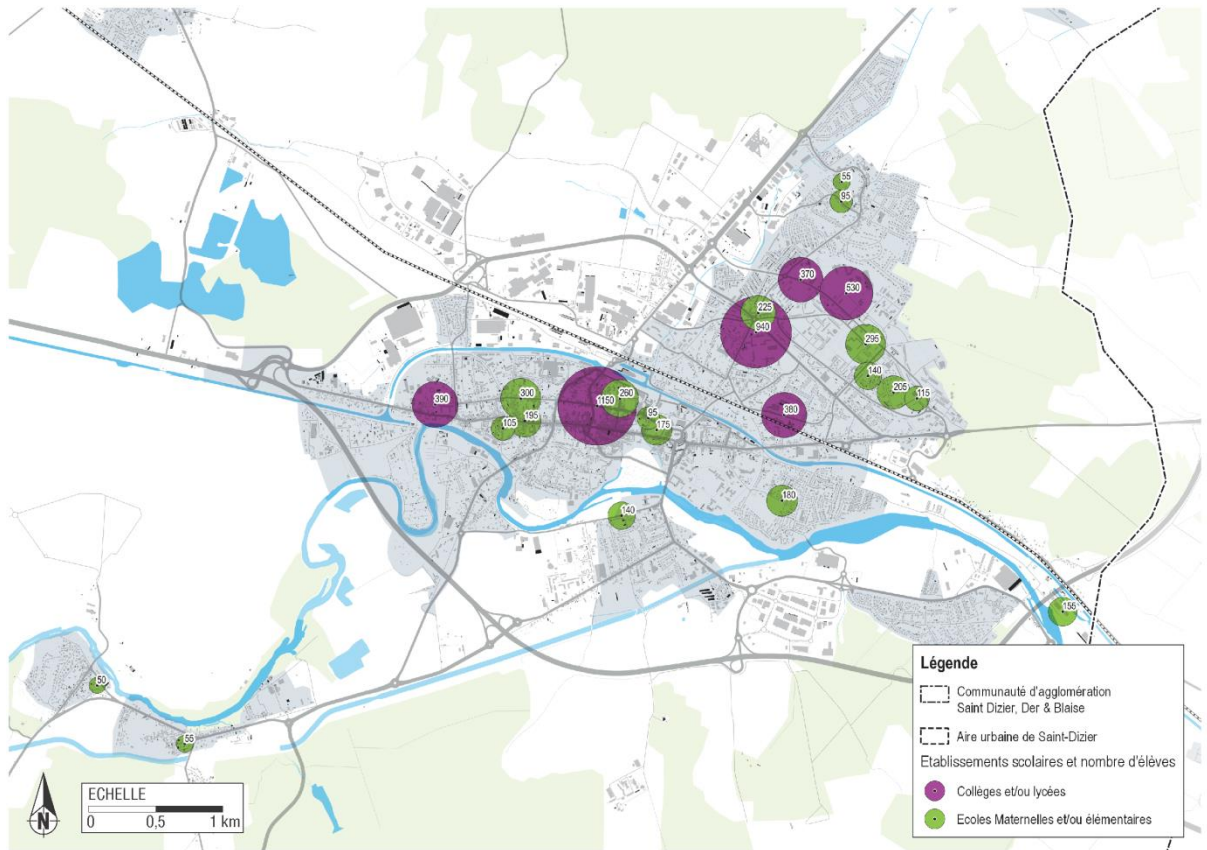 55
95
370
530
225
940
295
140
205
115
390
300
1150
260
380
195
105
95
175
180
140
155
50
55
Légende
Communauté d'agglomération
Saint Dizier, Der & Blaise
Aire urbaine de Saint-Dizier
Etablissements scolaires et nombre d'élèves
Collèges et/ou lycées
Ecoles Maternelles et/ou élémentaires
ECHELLE
0 0,5 1 km
N